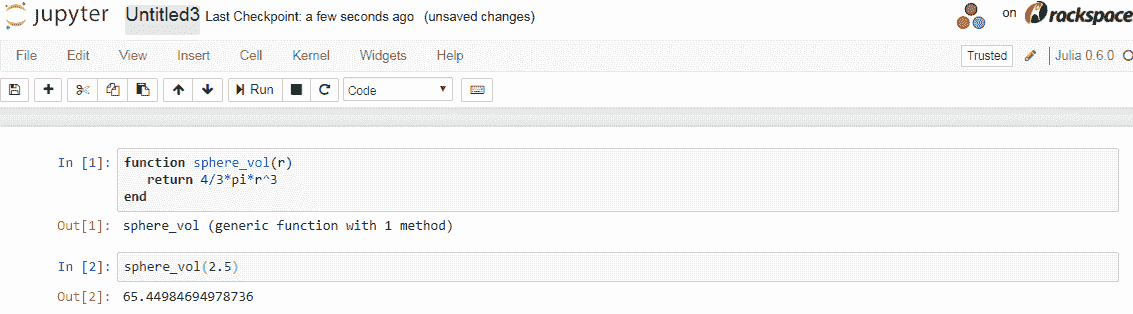 jupyter Untitled3 Last Checkpoint: a few seconds ago (unsaved changes) on rackspace
File Edit View Insert Cell Kernel Widgets Help Trusted Julia 0.6.0
Run Code
In [1]: function sphere_vol(r)
return 4/3*pi*r^3
end
Out[1]: sphere_vol (generic function with 1 method)
In [2]: sphere_vol(2.5)
Out[2]: 65.44984694978736